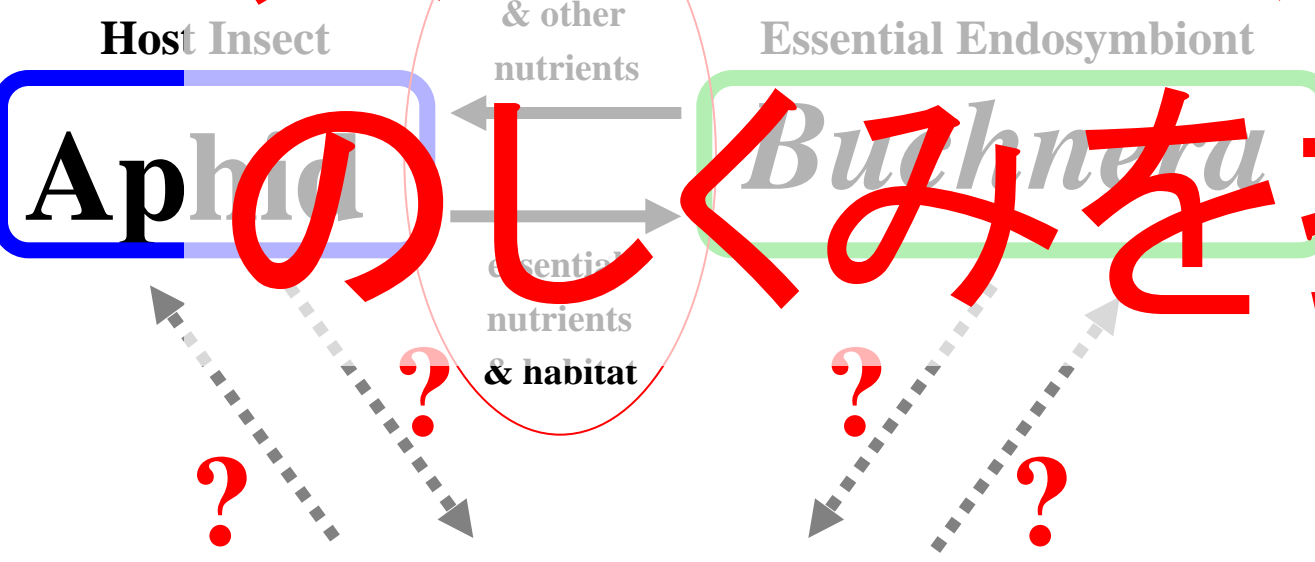 & other
nutrients
Host Insect
Essential Endosymbiont
Aphid
Buchnera
のしくみを
essential
nutrients
& habitat
?
?
?
?